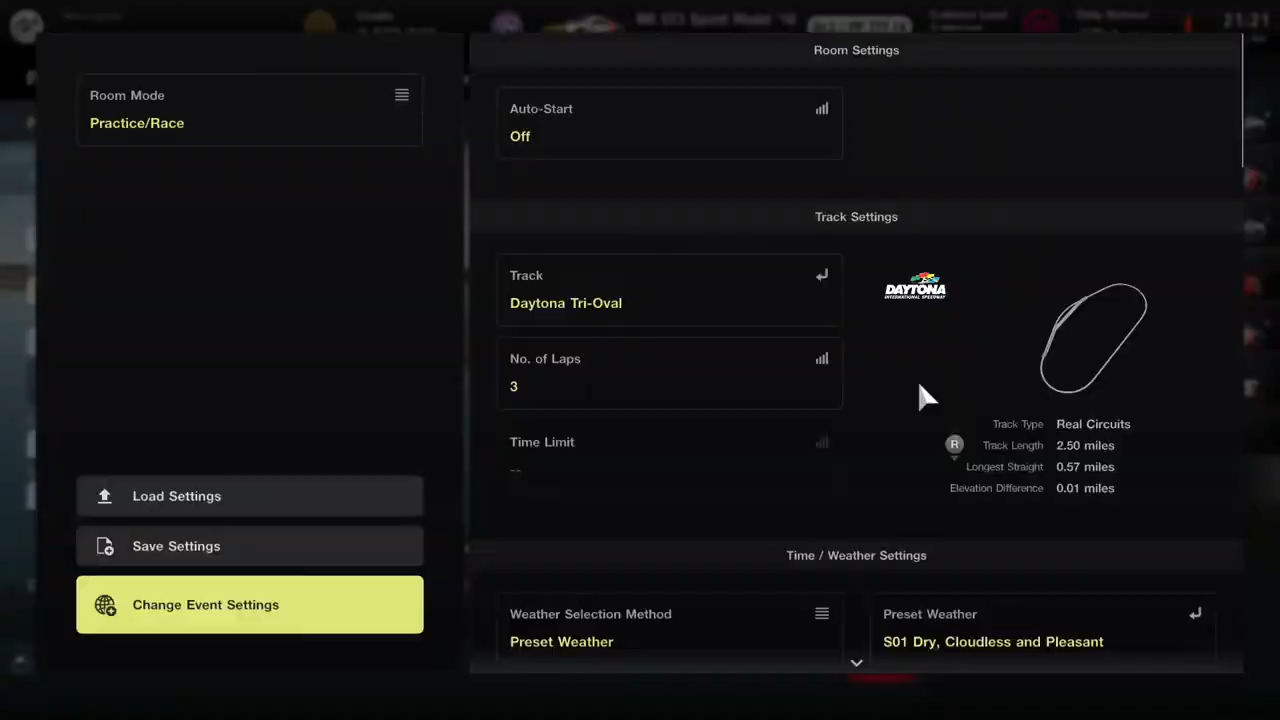 21:21
Room Settings
Room Mode
Practice/Race
Auto-Start
Off
Track Settings
Track
Daytona Tri-Oval
DAYTONA
INTERNATIONAL SPEEDWAY
No. of Laps
3
Time Limit
--
Track Type Real Circuits
R
Track Length 2.50 miles
Longest Straight 0.57 miles
Elevation Difference 0.01 miles
Load Settings
Save Settings
Change Event Settings
Time / Weather Settings
Weather Selection Method
Preset Weather
Preset Weather
S01 Dry, Cloudless and Pleasant